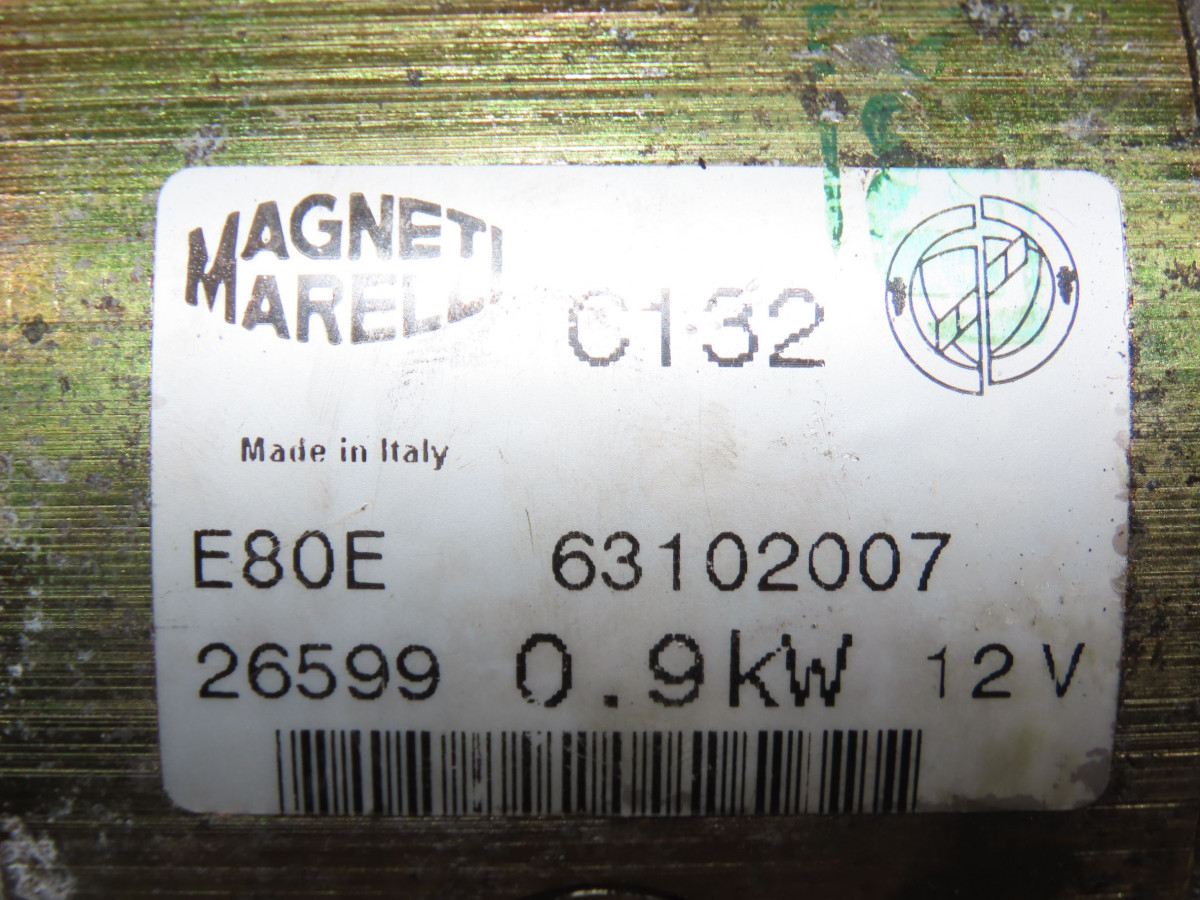 MAGNETI
MARELLI
C132
Made in Italy
E80E 63102007
26599 0.9kW 12V